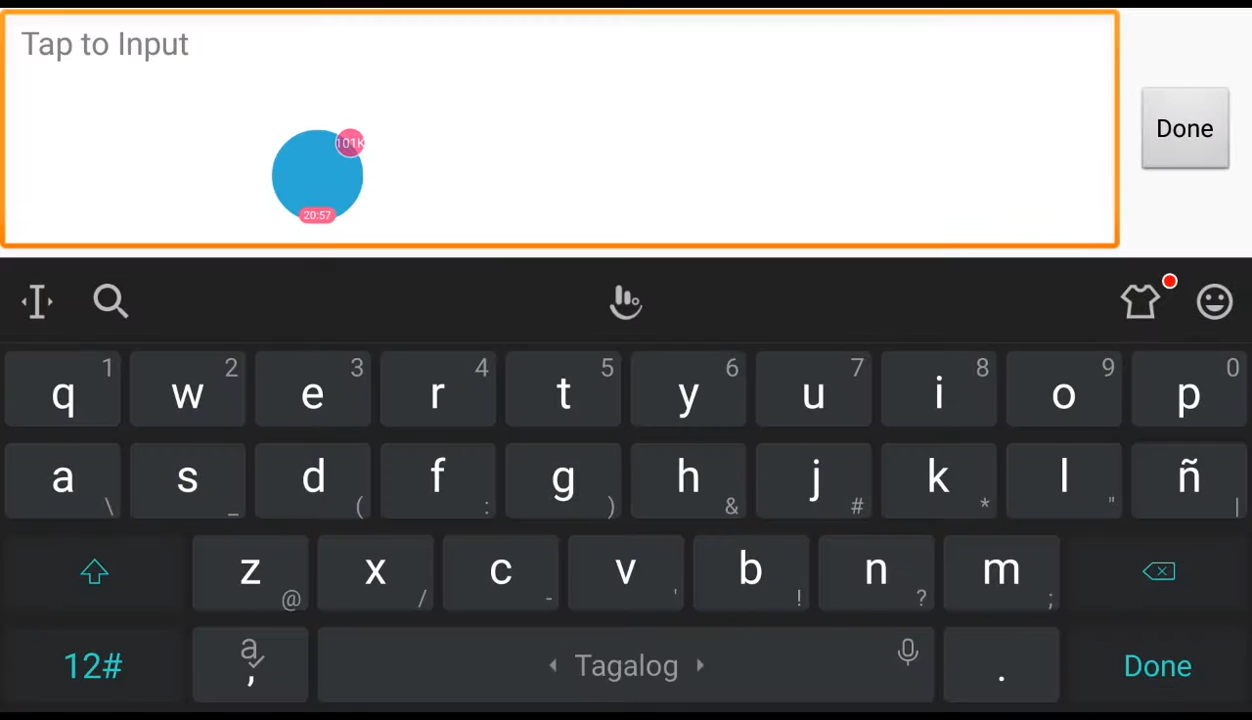 Tap to Input
101K
Done
20:57
1 2 3 4 5 6 7 8 9 0
q w e r t y u i o p
a s d f g h j k l ñ
\ _ ( : ) & # * " |
z x c v b n m
@ / - ' ! ? ;
12# a , Tagalog . Done